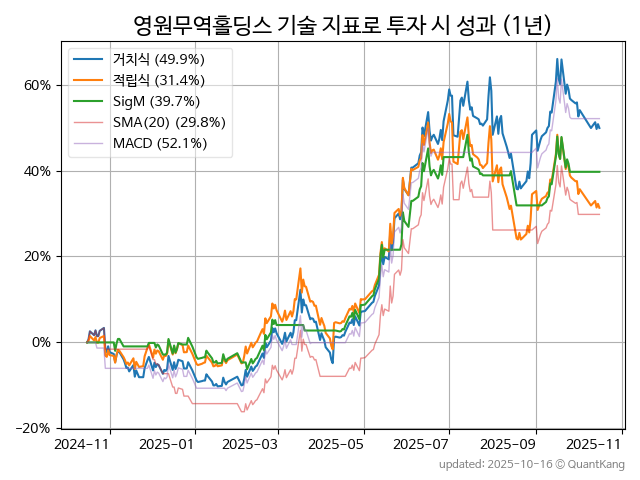 영원무역홀딩스 기술 지표로 투자 시 성과 (1년)
거치식 (49.9%)
적립식 (31.4%)
SigM (39.7%)
SMA(20) (29.8%)
MACD (52.1%)
60%
40%
20%
0%
−20%
2024-11 2025-01 2025-03 2025-05 2025-07 2025-09 2025-11
updated: 2025-10-16 © QuantKang